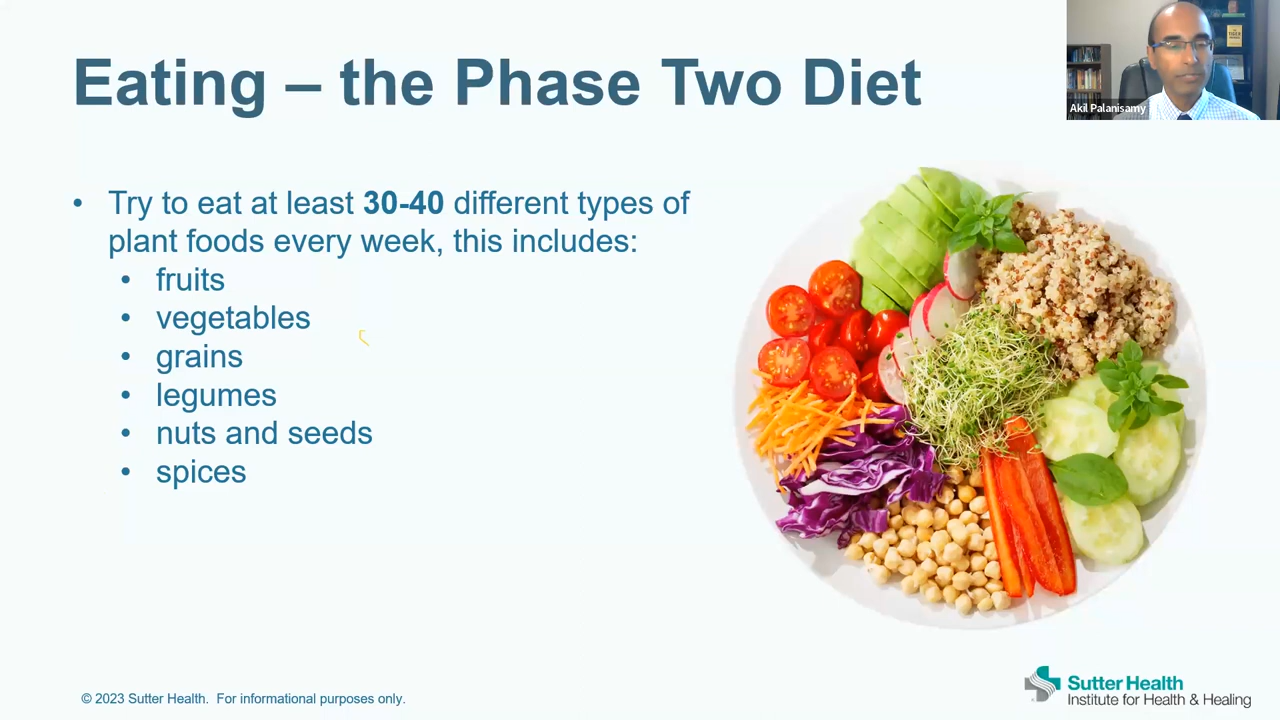 Eating – the Phase Two Diet
Akil Palanisamy
• Try to eat at least 30-40 different types of
plant foods every week, this includes:
• fruits
• vegetables
• grains
• legumes
• nuts and seeds
• spices
© 2023 Sutter Health. For informational purposes only.
Sutter Health
Institute for Health & Healing